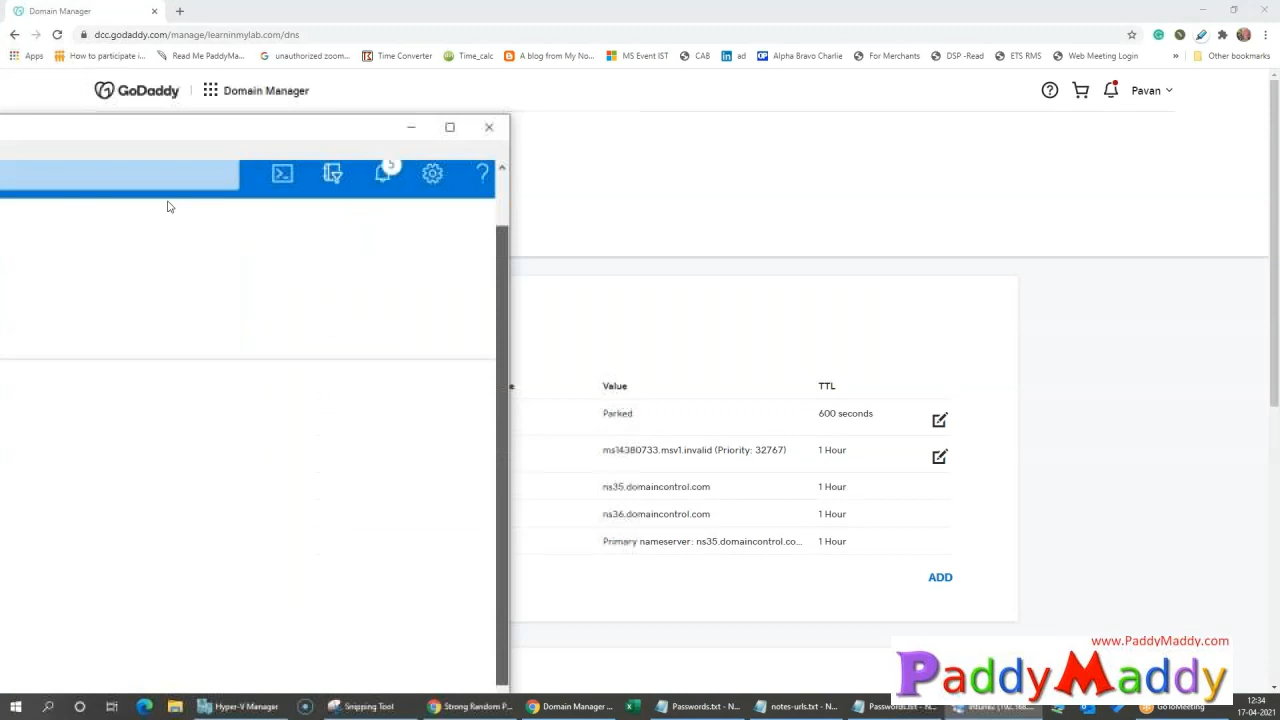 Domain Manager
dcc.godaddy.com/manage/learninmylab.com/dns
Apps
How to participate i...
Read Me PaddyMa...
unauthorized zoom...
Time Converter
Time_calc
A blog from My No...
MS Event IST
CAB
ad
Alpha Bravo Charlie
For Merchants
DSP -Read
ETS RMS
Web Meeting Login
»
Other bookmarks
GoDaddy
Domain Manager
Pavan
5
Value
TTL
Parked
600 seconds
ms14380733.msv1.invalid (Priority: 32767)
1 Hour
ns35.domaincontrol.com
1 Hour
ns36.domaincontrol.com
1 Hour
Primary nameserver: ns35.domaincontrol.co...
1 Hour
ADD
www.PaddyMaddy.com
PaddyMaddy
Hyper-V Manager
Snipping Tool
Strong Random P...
Domain Manager ...
Passwords.txt - N...
notes-urls.txt - N...
Passwords.txt - N...
GoToMeeting
12:34
17-04-2021